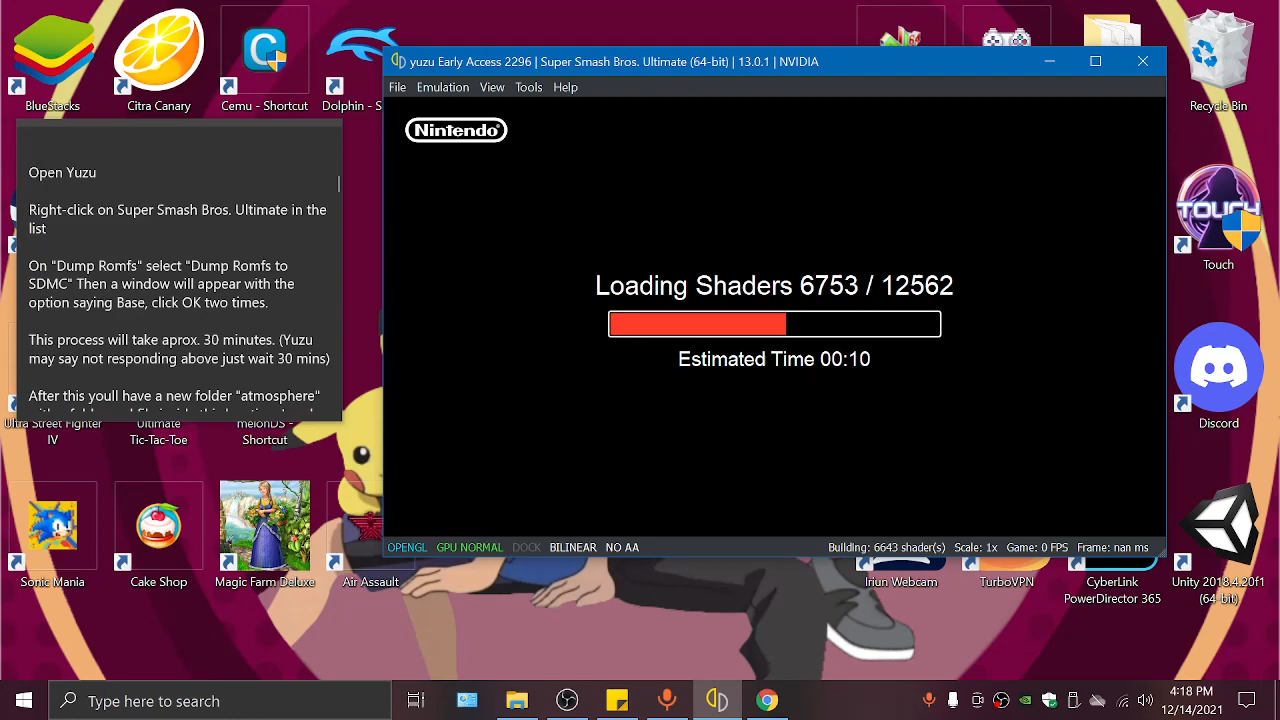 BlueStacks
Citra Canary
Cemu - Shortcut
Dolphin - S
Recycle Bin
yuzu Early Access 2296 | Super Smash Bros. Ultimate (64-bit) | 13.0.1 | NVIDIA
File Emulation View Tools Help
Nintendo
Loading Shaders 6753 / 12562
Estimated Time 00:10
OPENGL GPU NORMAL DOCK BILINEAR NO AA
Building: 6643 shader(s) Scale: 1x Game: 0 FPS Frame: nan ms
Open Yuzu
Right-click on Super Smash Bros. Ultimate in the
list
On "Dump Romfs" select "Dump Romfs to
SDMC" Then a window will appear with the
option saying Base, click OK two times.
This process will take aprox. 30 minutes. (Yuzu
may say not responding above just wait 30 mins)
After this youll have a new folder "atmosphere"
TOUCH
Touch
Ultra Street Fighter
IV
Ultimate
Tic-Tac-Toe
melonDS -
Shortcut
Discord
Sonic Mania
Cake Shop
Magic Farm Deluxe
Air Assault
Iriun Webcam
TurboVPN
CyberLink
PowerDirector 365
Unity 2018.4.20f1
(64-bit)
Type here to search
4:18 PM
12/14/2021